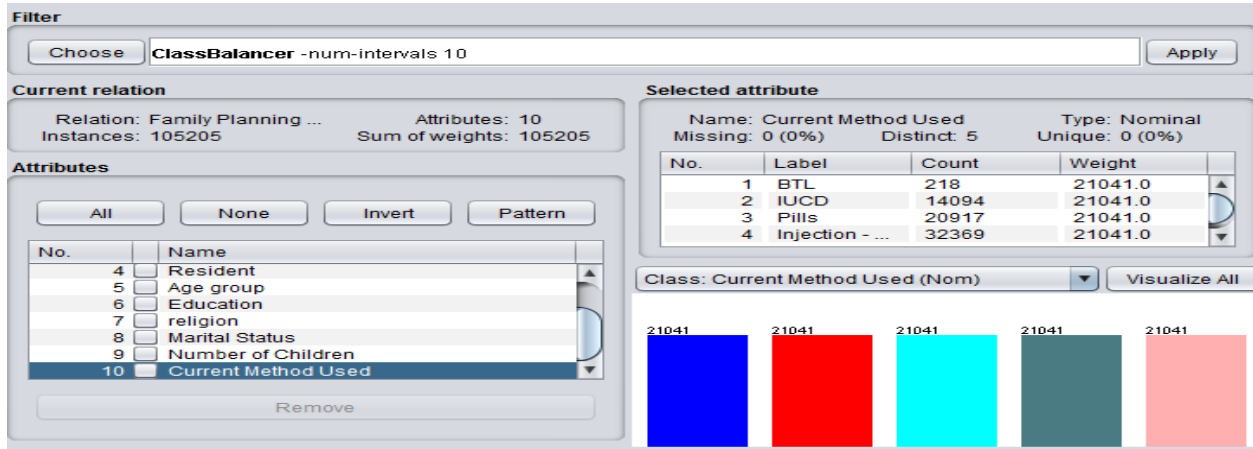 Filter
Choose ClassBalancer -num-intervals 10 Apply
Current relation
Relation: Family Planning ... Attributes: 10
Instances: 105205 Sum of weights: 105205
Attributes
All None Invert Pattern
No. Name
4 Resident
5 Age group
6 Education
7 religion
8 Marital Status
9 Number of Children
10 Current Method Used
Remove
Selected attribute
Name: Current Method Used Type: Nominal
Missing: 0 (0%) Distinct: 5 Unique: 0 (0%)
No. Label Count Weight
1 BTL 218 21041.0
2 IUCD 14094 21041.0
3 Pills 20917 21041.0
4 Injection - ... 32369 21041.0
Class: Current Method Used (Nom) Visualize All
21041 21041 21041 21041 21041